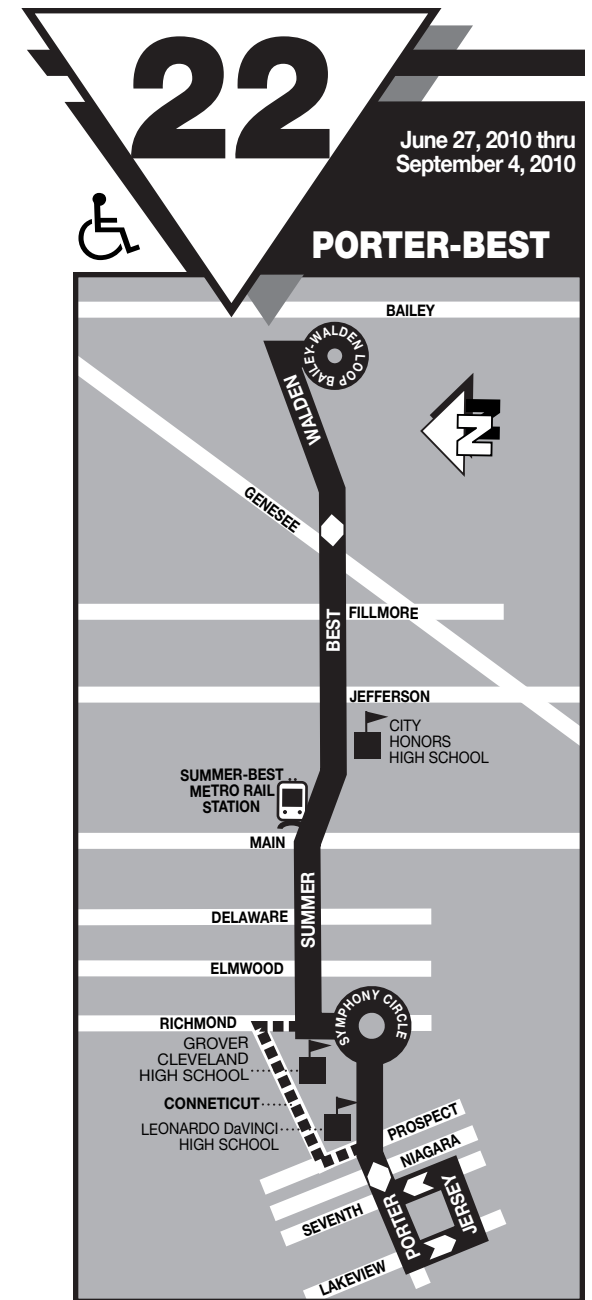 22
June 27, 2010 thru
September 4, 2010
PORTER-BEST
BAILEY
BAILEY-WALDEN LOOP
WALDEN
N
GENESEE
FILLMORE
BEST
JEFFERSON
CITY
HONORS
HIGH SCHOOL
SUMMER-BEST
METRO RAIL
STATION
MAIN
SUMMER
DELAWARE
ELMWOOD
RICHMOND
SYMPHONY CIRCLE
GROVER
CLEVELAND
HIGH SCHOOL
CONNETICUT
LEONARDO DaVINCI
HIGH SCHOOL
PROSPECT
NIAGARA
SEVENTH
PORTER
JERSEY
LAKEVIEW